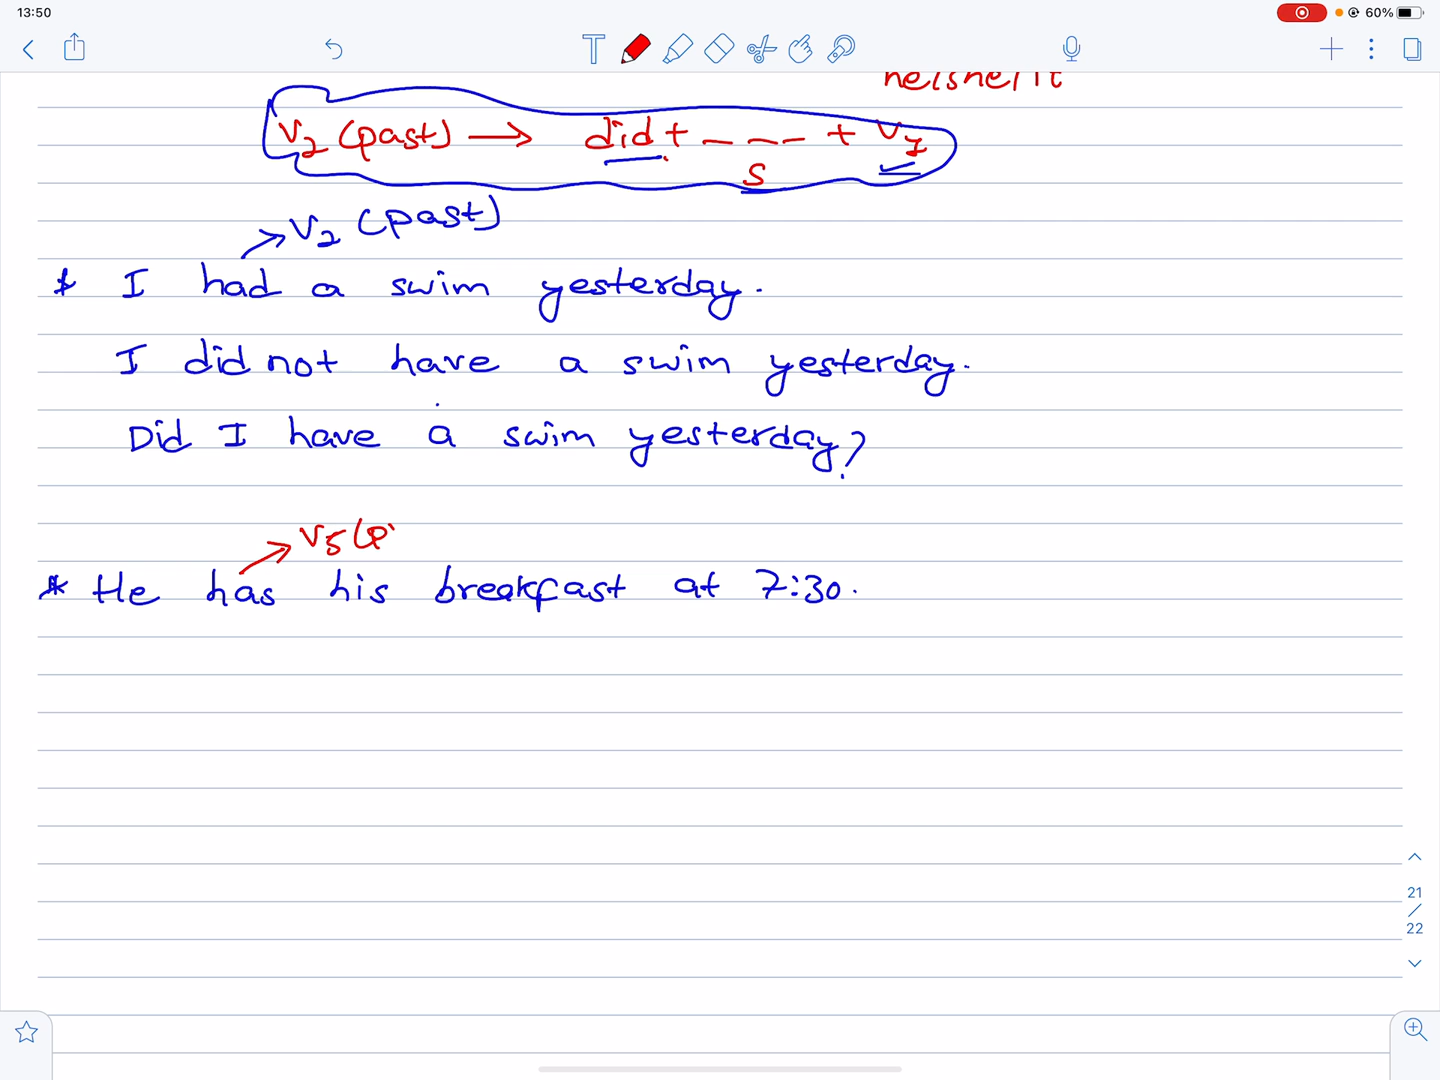 13:50
60%
he/she/it
V2 (past) → did + _ _ _ + V1
S
→ V2 (past)
* I had a swim yesterday.
I did not have a swim yesterday.
Did I have a swim yesterday?
→ V5 (p
* He has his breakfast at 7:30.
21
/
22